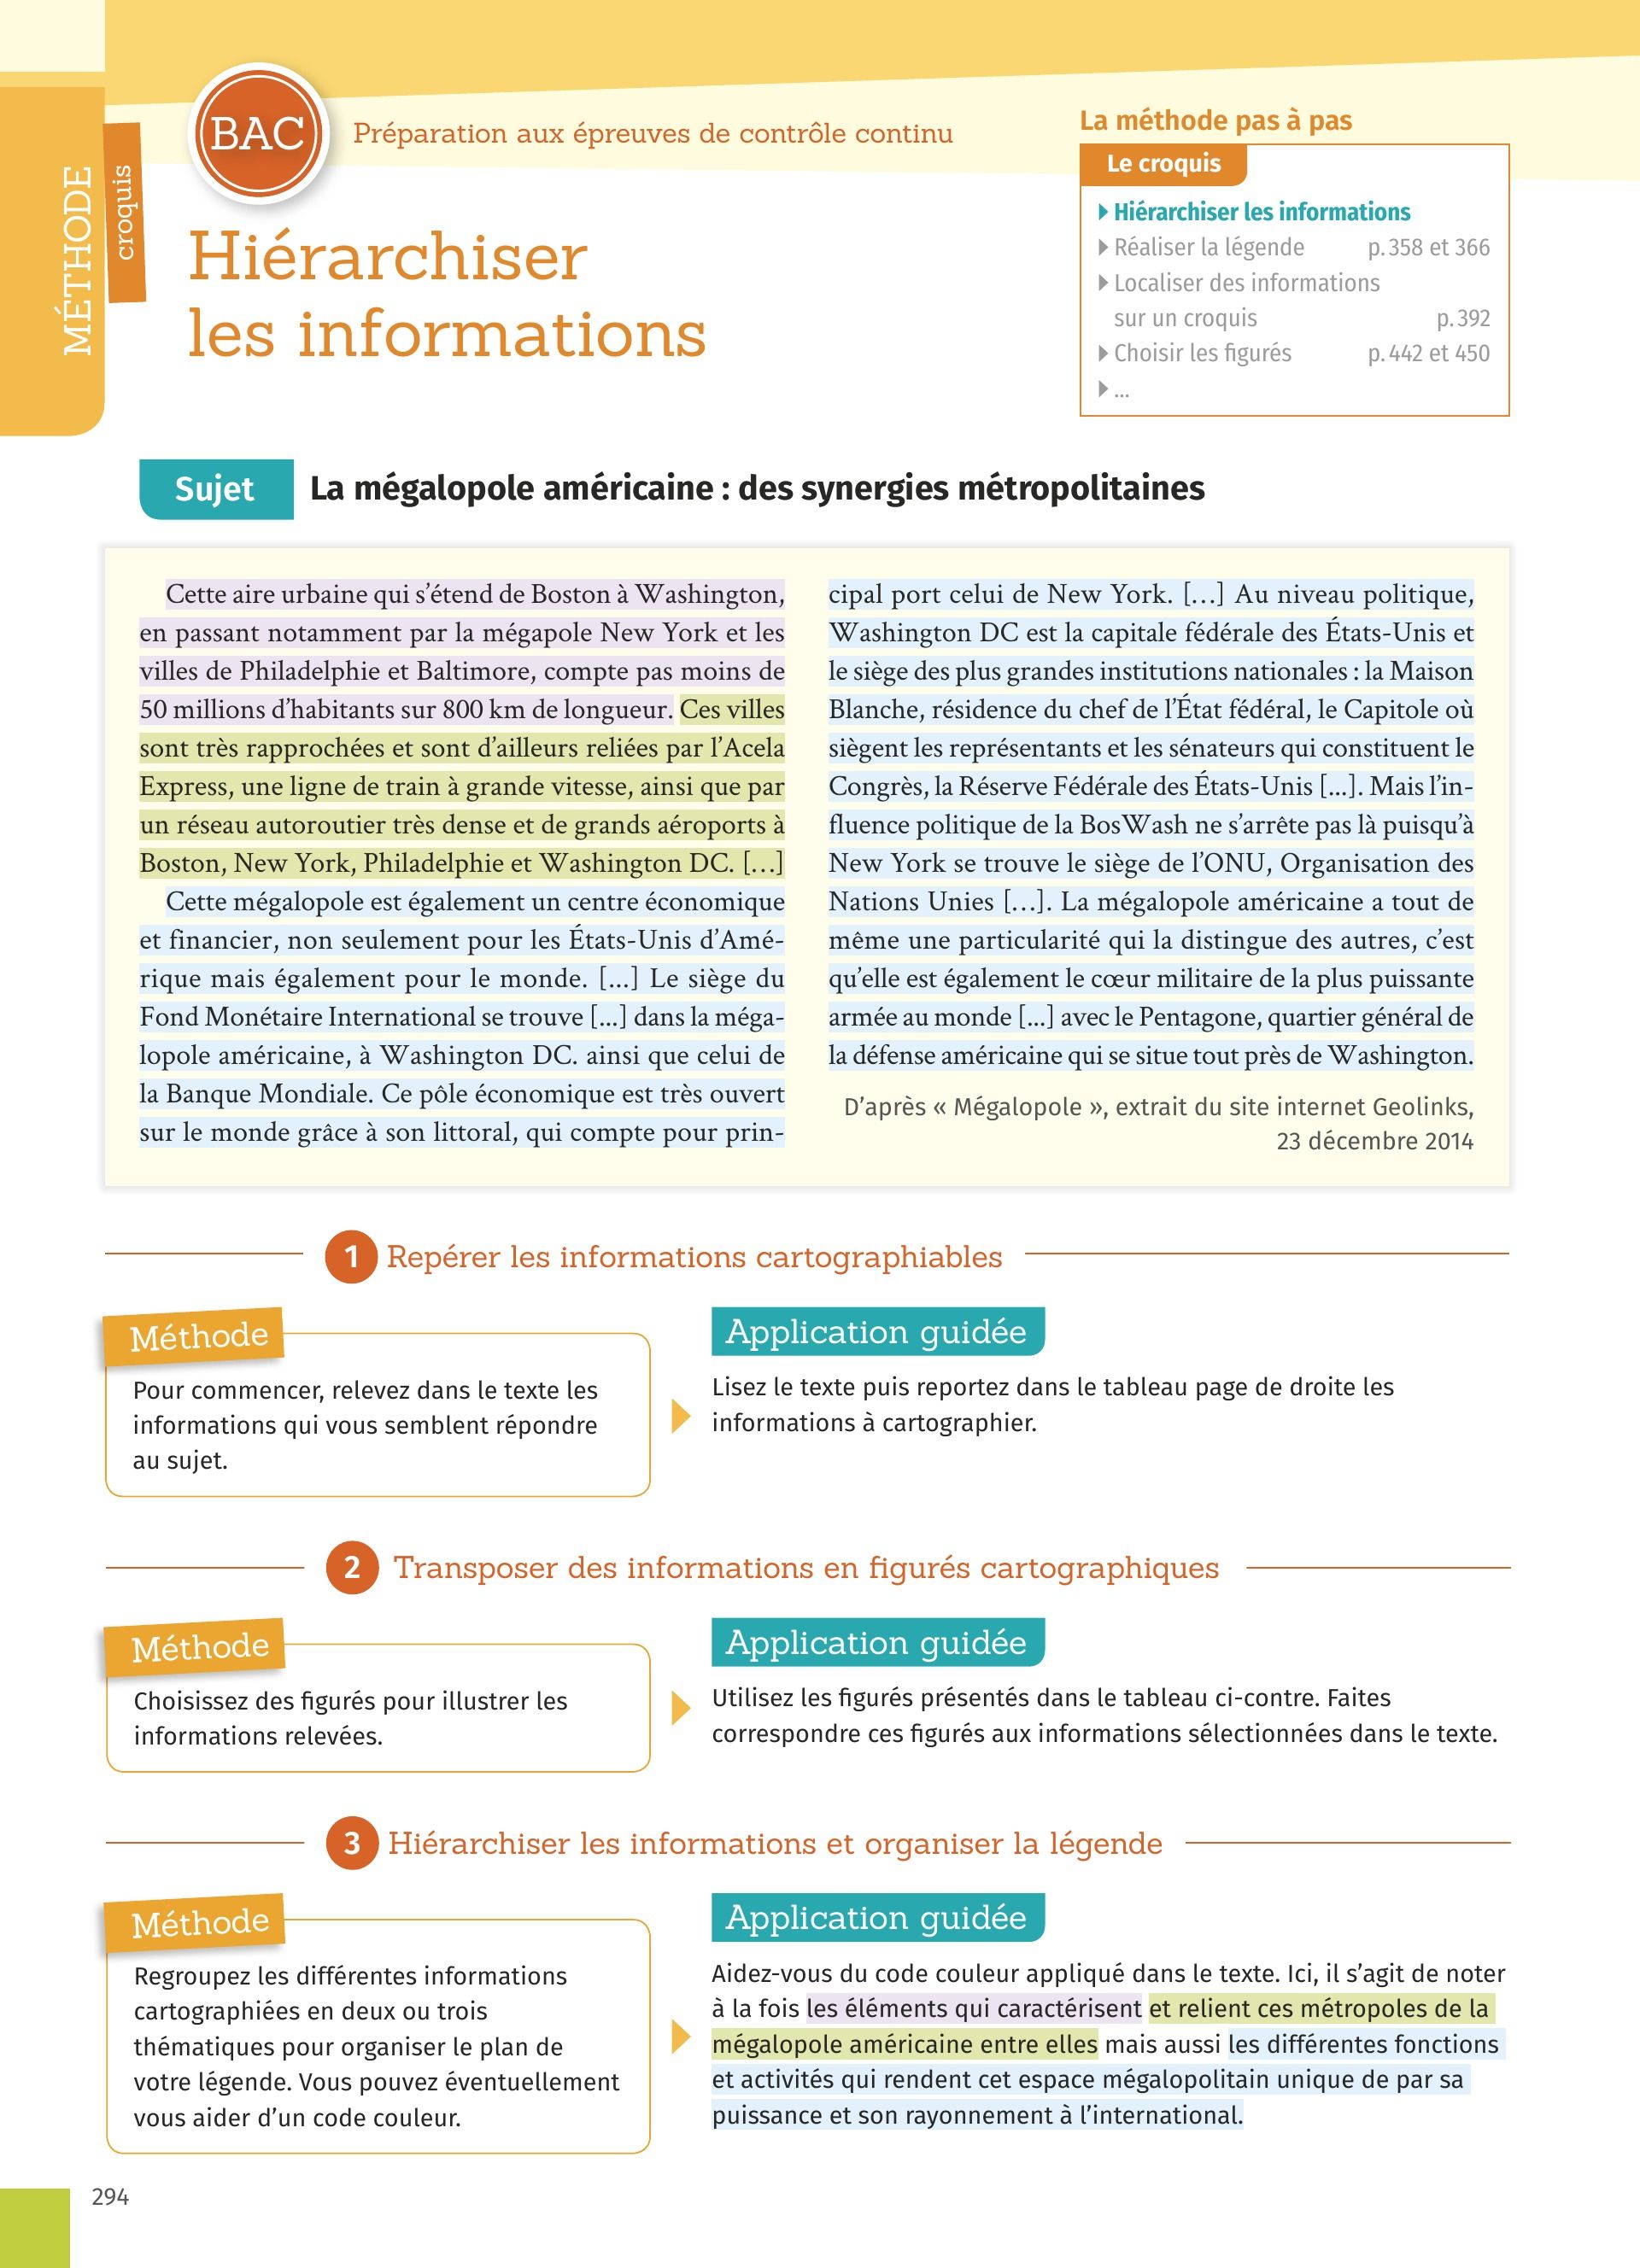 MÉTHODE
croquis
BAC
Préparation aux épreuves de contrôle continu
Hiérarchiser
les informations
La méthode pas à pas
Le croquis
Hiérarchiser les informations
Réaliser la légende p. 358 et 366
Localiser des informations
sur un croquis p. 392
Choisir les figurés p. 442 et 450
...
Sujet La mégalopole américaine : des synergies métropolitaines
Cette aire urbaine qui s’étend de Boston à Washington,
en passant notamment par la mégapole New York et les
villes de Philadelphie et Baltimore, compte pas moins de
50 millions d’habitants sur 800 km de longueur. Ces villes
sont très rapprochées et sont d’ailleurs reliées par l’Acela
Express, une ligne de train à grande vitesse, ainsi que par
un réseau autoroutier très dense et de grands aéroports à
Boston, New York, Philadelphie et Washington DC. […]
Cette mégalopole est également un centre économique
et financier, non seulement pour les États-Unis d’Amé-
rique mais également pour le monde. [...] Le siège du
Fond Monétaire International se trouve [...] dans la méga-
lopole américaine, à Washington DC. ainsi que celui de
la Banque Mondiale. Ce pôle économique est très ouvert
sur le monde grâce à son littoral, qui compte pour prin-
cipal port celui de New York. […] Au niveau politique,
Washington DC est la capitale fédérale des États-Unis et
le siège des plus grandes institutions nationales : la Maison
Blanche, résidence du chef de l’État fédéral, le Capitole où
siègent les représentants et les sénateurs qui constituent le
Congrès, la Réserve Fédérale des États-Unis [...]. Mais l’in-
fluence politique de la BosWash ne s’arrête pas là puisqu’à
New York se trouve le siège de l’ONU, Organisation des
Nations Unies […]. La mégalopole américaine a tout de
même une particularité qui la distingue des autres, c’est
qu’elle est également le cœur militaire de la plus puissante
armée au monde [...] avec le Pentagone, quartier général de
la défense américaine qui se situe tout près de Washington.
D’après « Mégalopole », extrait du site internet Geolinks,
23 décembre 2014
1 Repérer les informations cartographiables
Méthode
Pour commencer, relevez dans le texte les
informations qui vous semblent répondre
au sujet.
Application guidée
Lisez le texte puis reportez dans le tableau page de droite les
informations à cartographier.
2 Transposer des informations en figurés cartographiques
Méthode
Choisissez des figurés pour illustrer les
informations relevées.
Application guidée
Utilisez les figurés présentés dans le tableau ci-contre. Faites
correspondre ces figurés aux informations sélectionnées dans le texte.
3 Hiérarchiser les informations et organiser la légende
Méthode
Regroupez les différentes informations
cartographiées en deux ou trois
thématiques pour organiser le plan de
votre légende. Vous pouvez éventuellement
vous aider d’un code couleur.
Application guidée
Aidez-vous du code couleur appliqué dans le texte. Ici, il s’agit de noter
à la fois les éléments qui caractérisent et relient ces métropoles de la
mégalopole américaine entre elles mais aussi les différentes fonctions
et activités qui rendent cet espace mégalopolitain unique de par sa
puissance et son rayonnement à l’international.
294